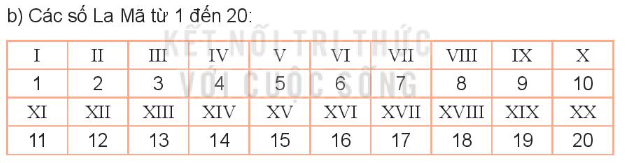 b) Các số La Mã từ 1 đến 20:
KẾT NỐI TRI THỨC
VỚI CUỘC SỐNG
I II III IV V VI VII VIII IX X
1 2 3 4 5 6 7 8 9 10
XI XII XIII XIV XV XVI XVII XVIII XIX XX
11 12 13 14 15 16 17 18 19 20